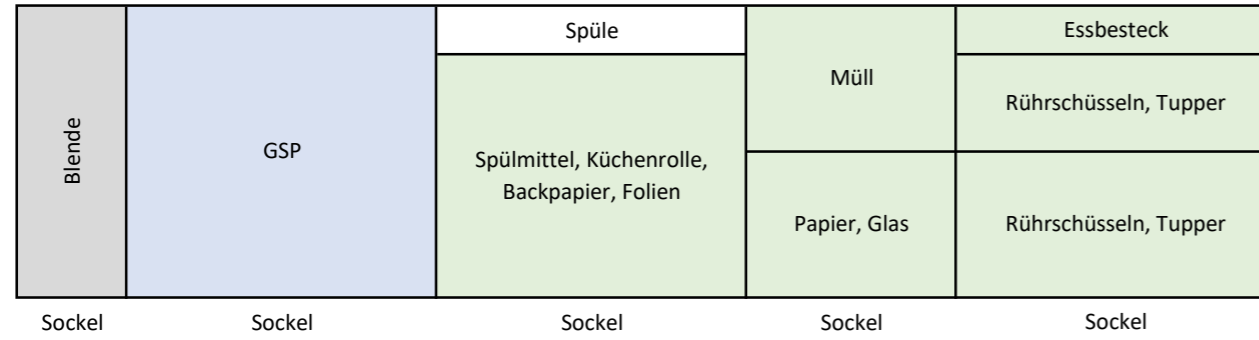 Blende
GSP
Spüle
Spülmittel, Küchenrolle,
Backpapier, Folien
Müll
Papier, Glas
Essbesteck
Rührschüsseln, Tupper
Rührschüsseln, Tupper
Sockel
Sockel
Sockel
Sockel
Sockel